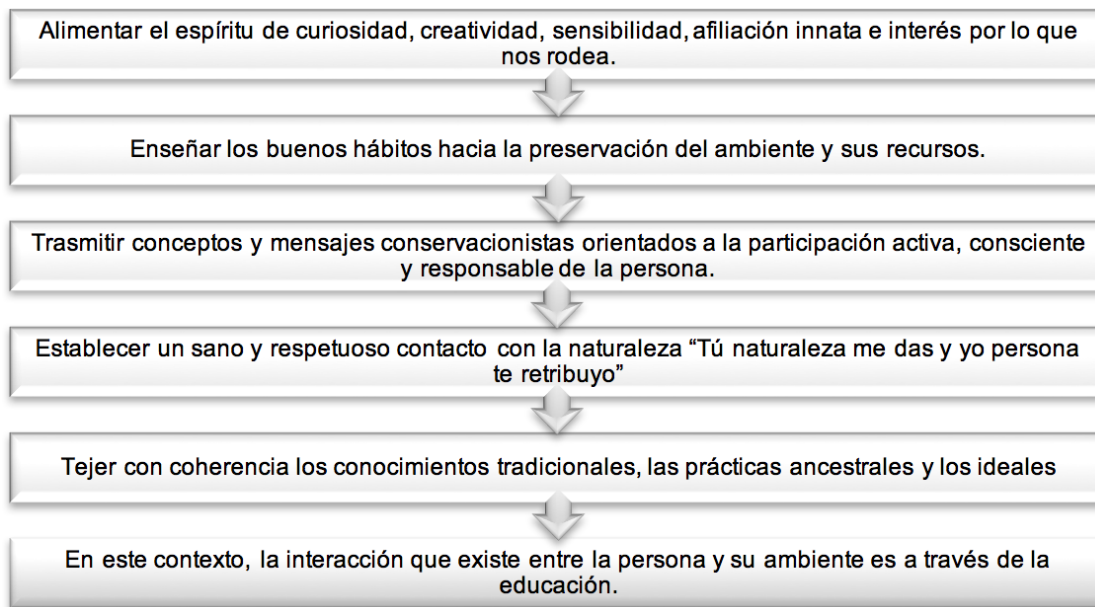 Alimentar el espíritu de curiosidad, creatividad, sensibilidad, afiliación innata e interés por lo que
nos rodea.
Enseñar los buenos hábitos hacia la preservación del ambiente y sus recursos.
Trasmitir conceptos y mensajes conservacionistas orientados a la participación activa, consciente
y responsable de la persona.
Establecer un sano y respetuoso contacto con la naturaleza “Tú naturaleza me das y yo persona
te retribuyo”
Tejer con coherencia los conocimientos tradicionales, las prácticas ancestrales y los ideales
En este contexto, la interacción que existe entre la persona y su ambiente es a través de la
educación.